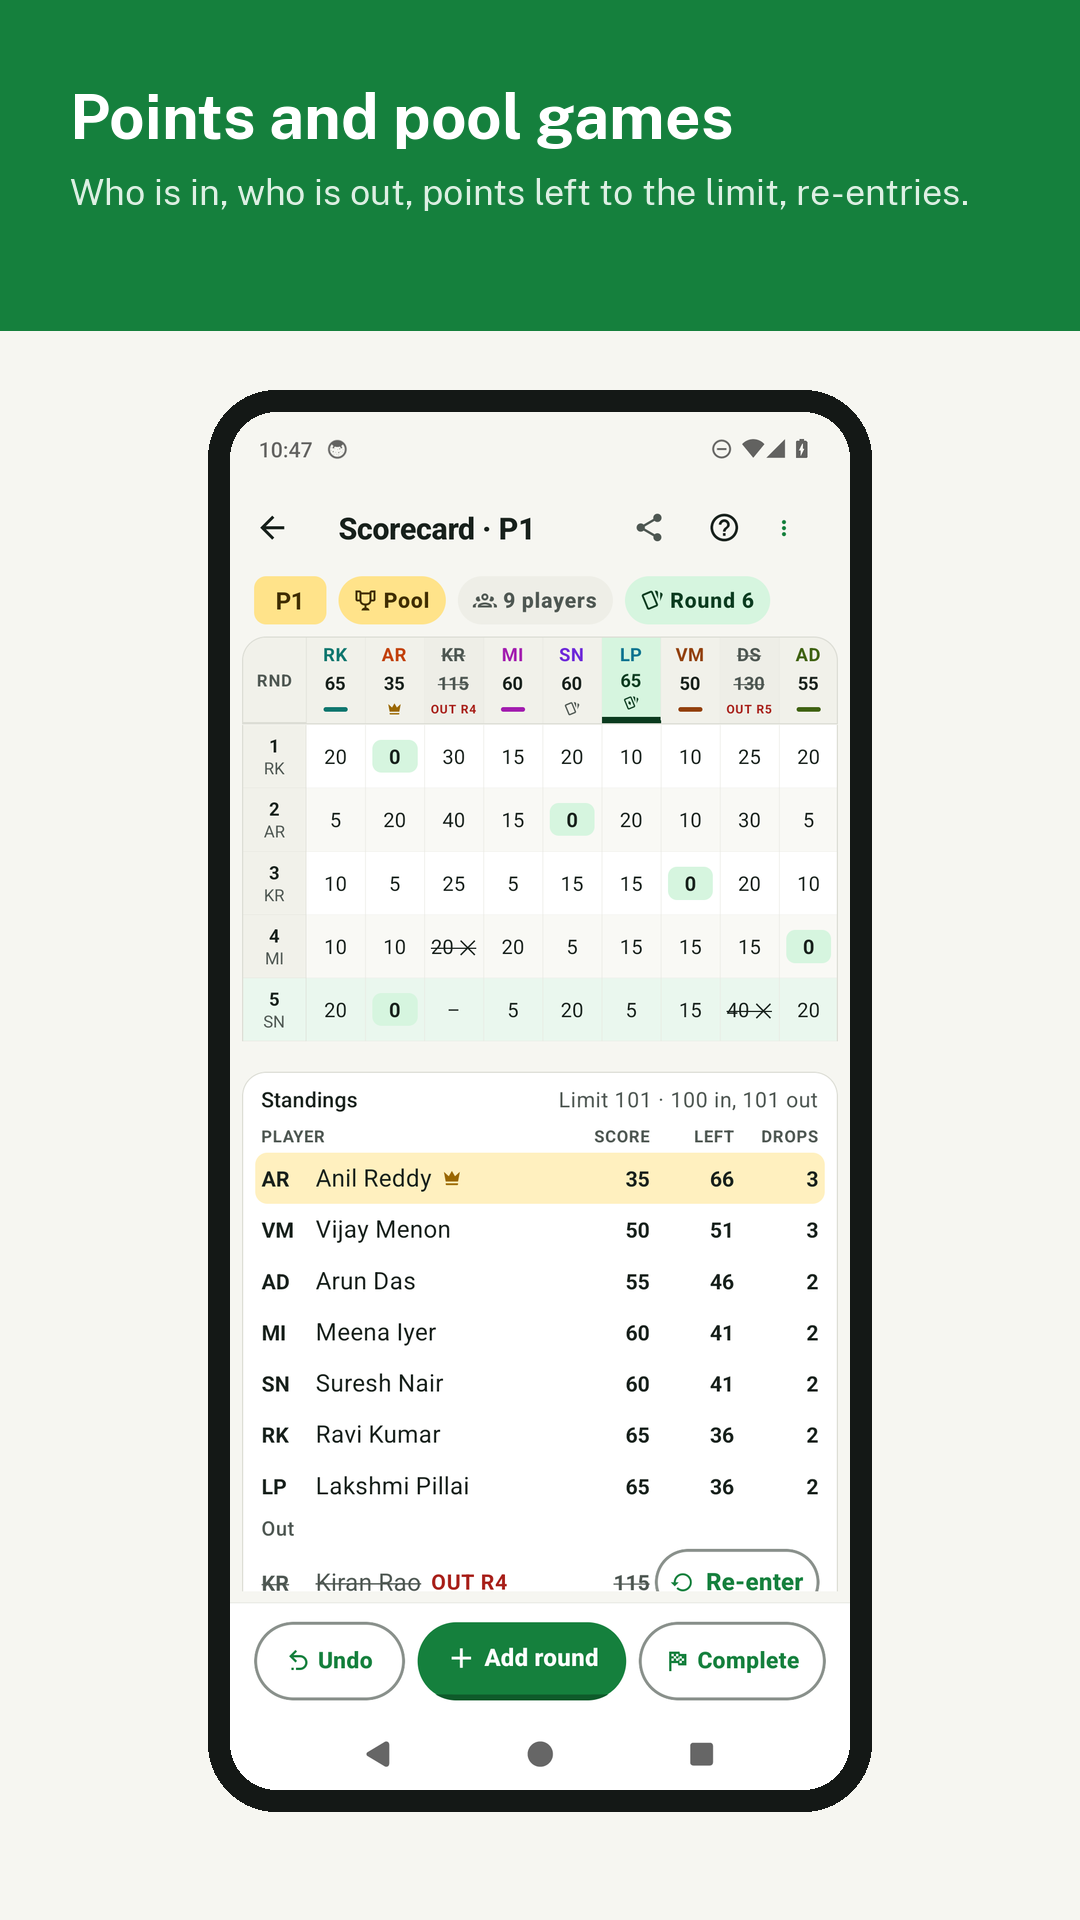 Points and pool games
Who is in, who is out, points left to the limit, re-entries.
10:47
Scorecard · P1
P1 Pool 9 players Round 6
RND RK AR KR MI SN LP VM DS AD
65 35 115 60 60 65 50 130 55
OUT R4 OUT R5
1 RK 20 0 30 15 20 10 10 25 20
2 AR 5 20 40 15 0 20 10 30 5
3 KR 10 5 25 5 15 15 0 20 10
4 MI 10 10 20 20 5 15 15 15 0
5 SN 20 0 – 5 20 5 15 40 20
Standings Limit 101 · 100 in, 101 out
PLAYER SCORE LEFT DROPS
AR Anil Reddy 35 66 3
VM Vijay Menon 50 51 3
AD Arun Das 55 46 2
MI Meena Iyer 60 41 2
SN Suresh Nair 60 41 2
RK Ravi Kumar 65 36 2
LP Lakshmi Pillai 65 36 2
Out
KR Kiran Rao OUT R4 115 Re-enter
Undo Add round Complete